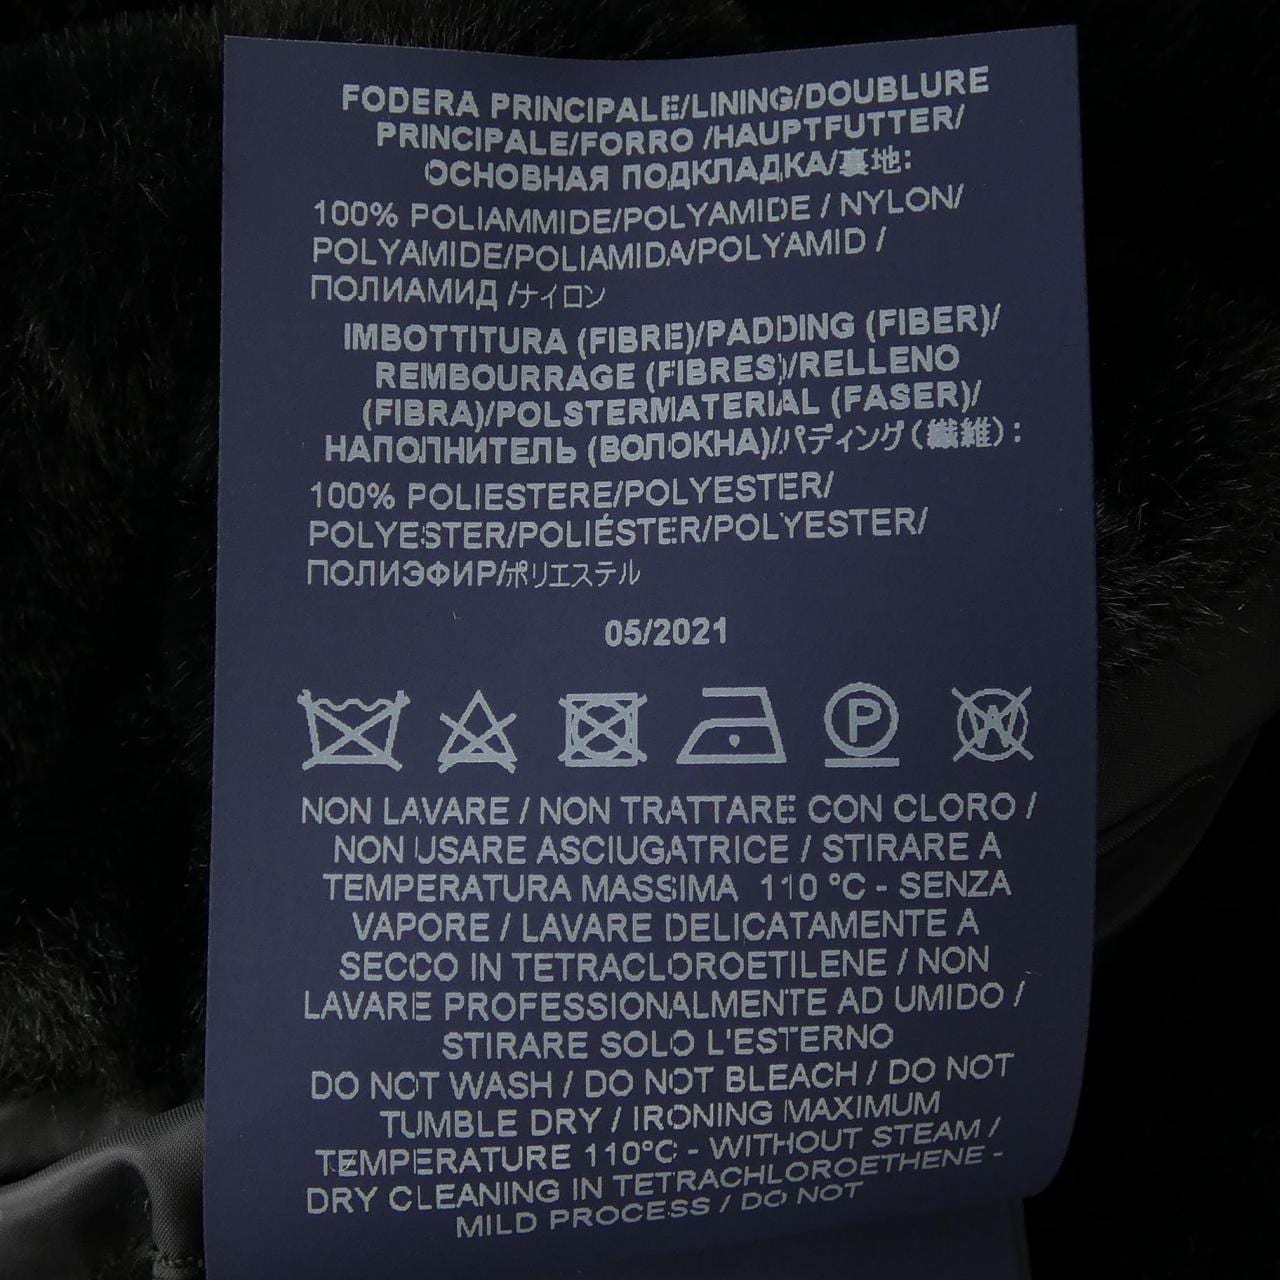 FODERA PRINCIPALE/LINING/DOUBLURE
PRINCIPALE/FORRO /HAUPTFUTTER/
ОСНОВНАЯ ПОДКЛАДКА/裏地:
100% POLIAMMIDE/POLYAMIDE / NYLON/
POLYAMIDE/POLIAMIDA/POLYAMID /
ПОЛИАМИД /ナイロン
IMBOTTITURA (FIBRE)/PADDING (FIBER)/
REMBOURRAGE (FIBRES)/RELLENO
(FIBRA)/POLSTERMATERIAL (FASER)/
НАПОЛНИТЕЛЬ (ВОЛОКНА)/パディング(繊維):
100% POLIESTERE/POLYESTER/
POLYESTER/POLIÉSTER/POLYESTER/
ПОЛИЭФИР/ポリエステル
05/2021
P W
NON LAVARE / NON TRATTARE CON CLORO /
NON USARE ASCIUGATRICE / STIRARE A
TEMPERATURA MASSIMA 110 °C - SENZA
VAPORE / LAVARE DELICATAMENTE A
SECCO IN TETRACLOROETILENE / NON
LAVARE PROFESSIONALMENTE AD UMIDO /
STIRARE SOLO L'ESTERNO
DO NOT WASH / DO NOT BLEACH / DO NOT
TUMBLE DRY / IRONING MAXIMUM
TEMPERATURE 110°C - WITHOUT STEAM /
DRY CLEANING IN TETRACHLOROETHENE -
MILD PROCESS / DO NOT